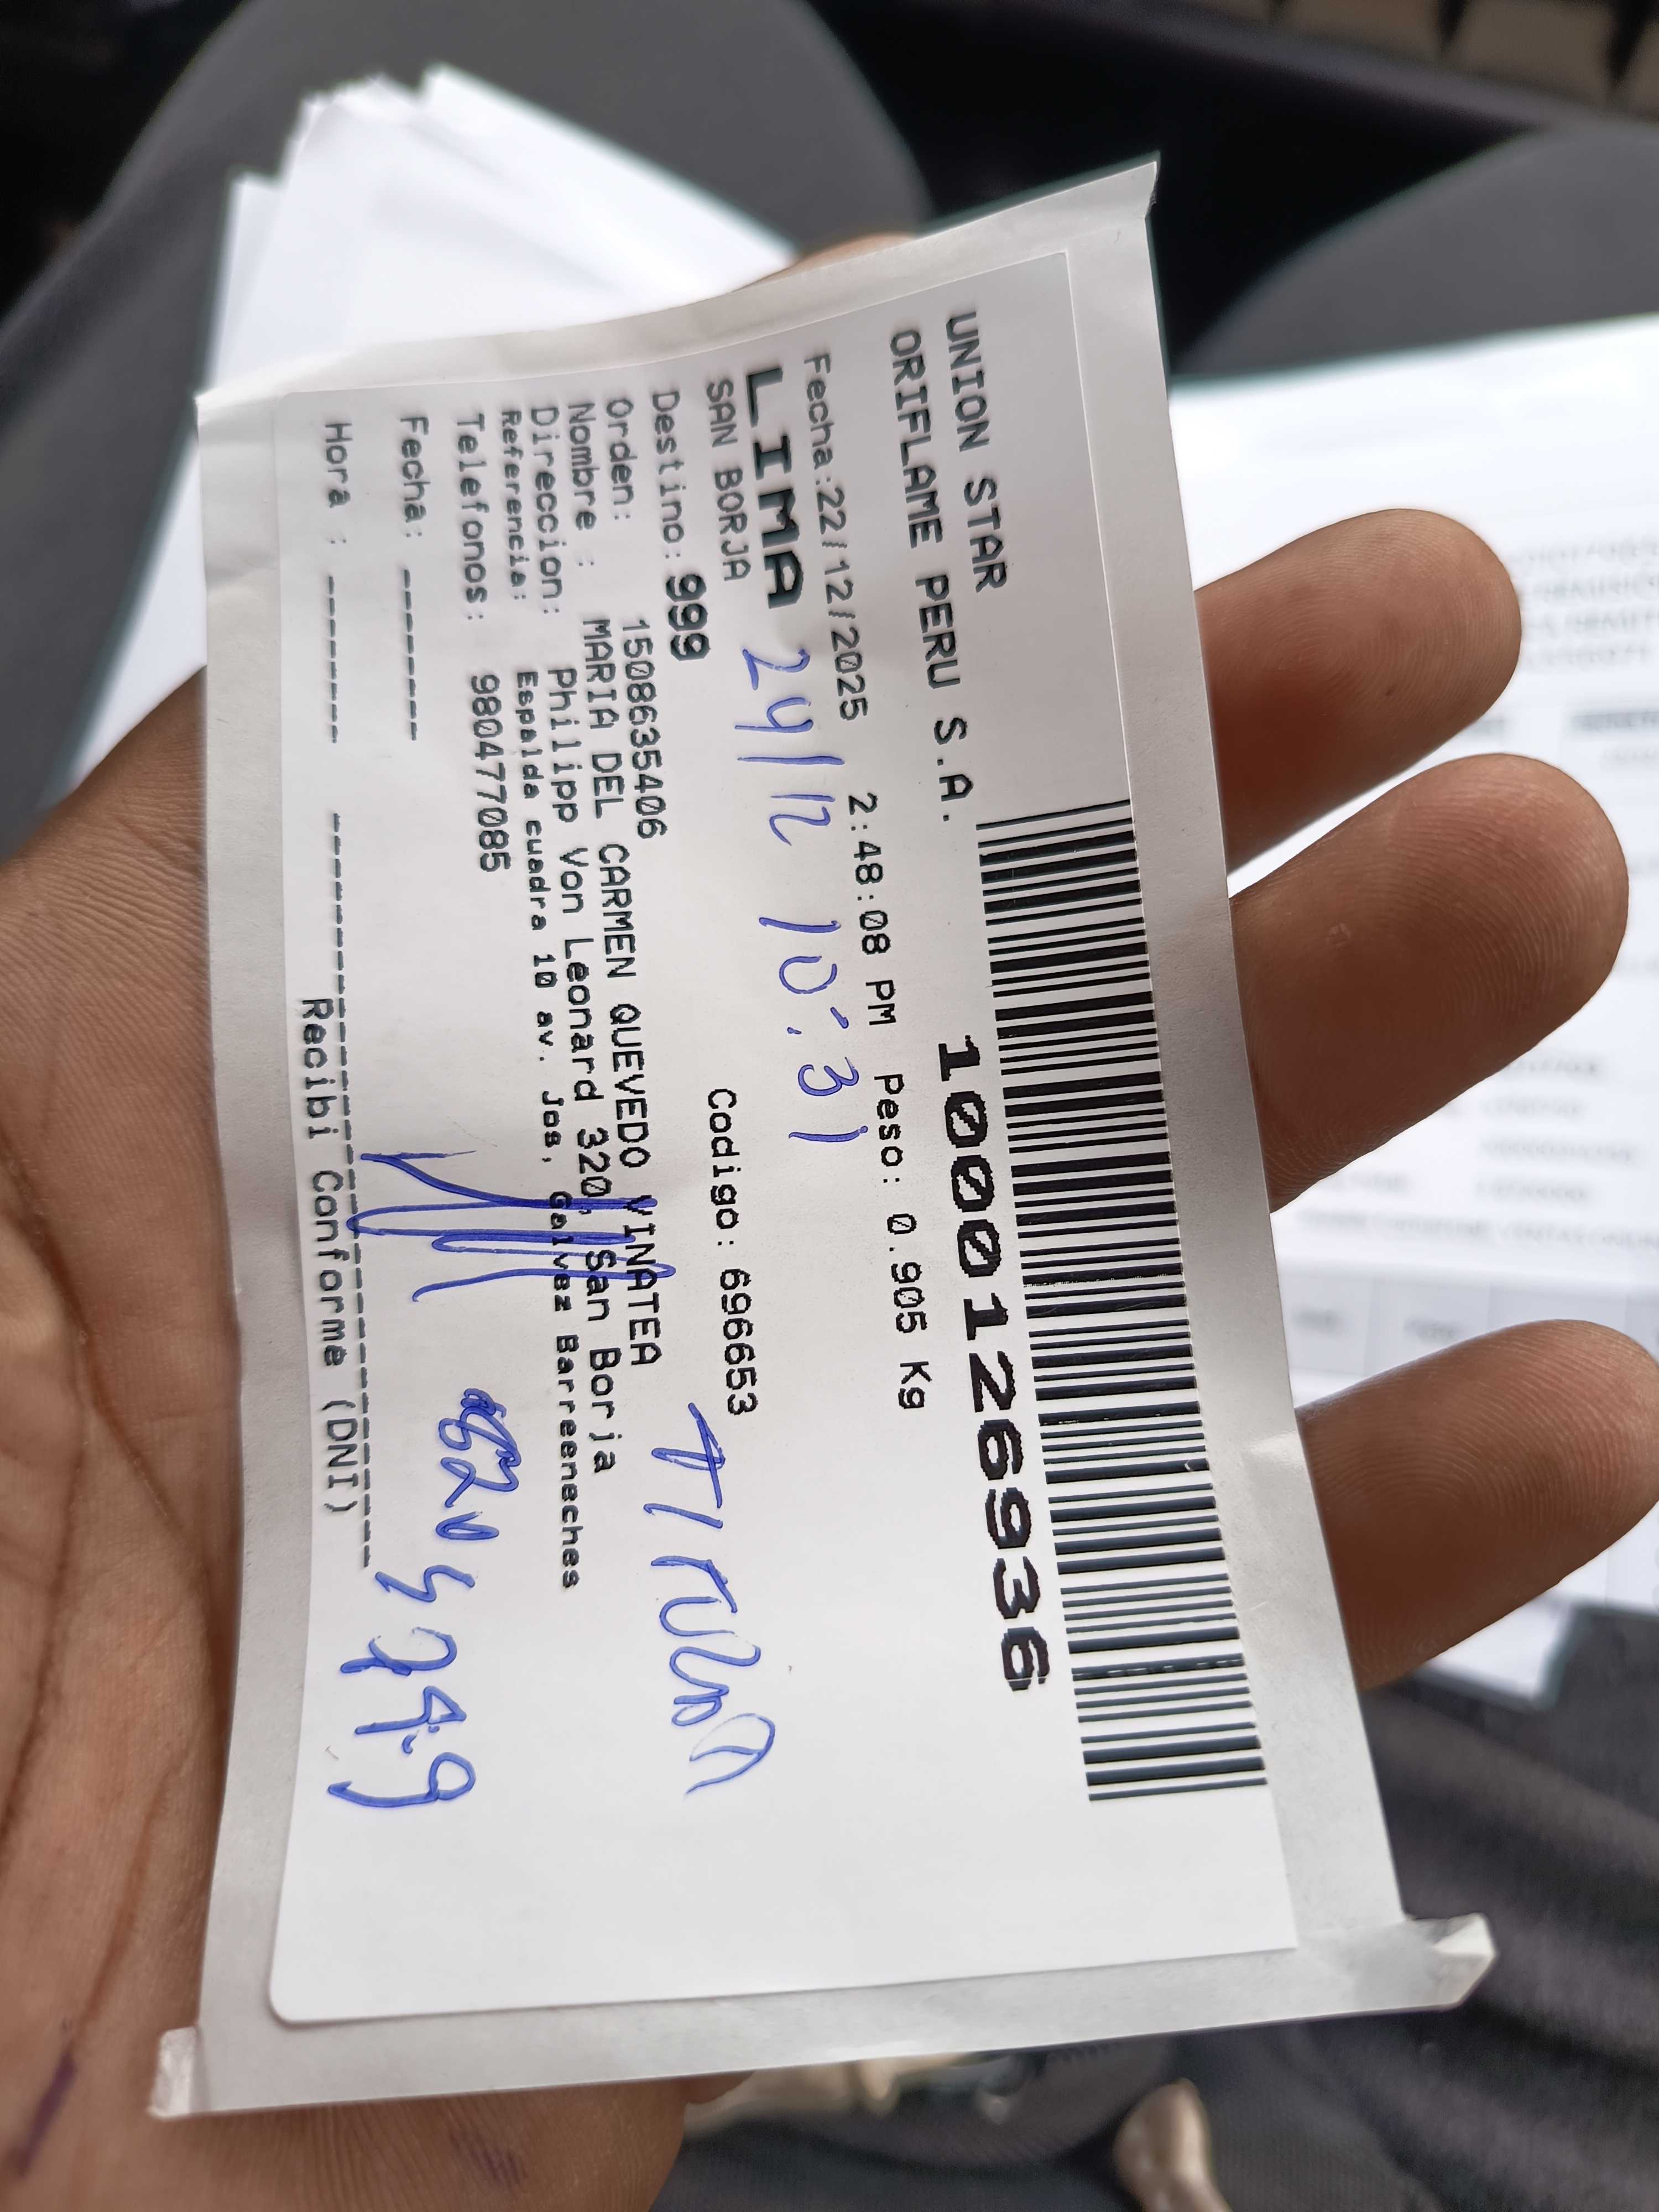 UNION STAR
ORIFLAME PERU S.A.
1000126936
Fecha:22/12/2025 2:48:08 PM Peso: 0.905 Kg
LIMA 24/12 10:31
SAN BORJA
Destino: 999 Codigo: 696653
Orden: 1508635406
Nombre : MARIA DEL CARMEN QUEVEDO VINATEA
Titular
Direccion: Philipp Von Leonard 320, San Borja
Referencia: Espalda cuadra 10 av. Jos, Galvez Barreeneches
Telefonos: 980477085
Fecha: ------
Hora : ------
Recibi Conforme (DNI)